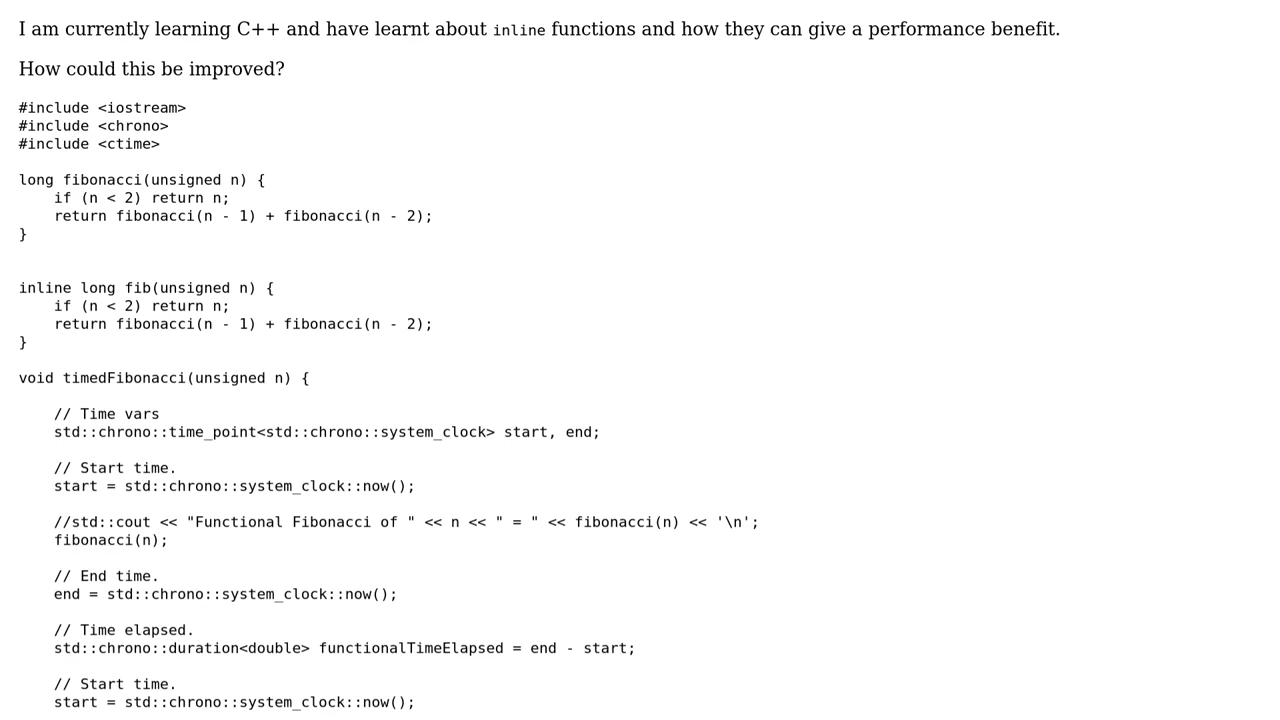 I am currently learning C++ and have learnt about inline functions and how they can give a performance benefit.
How could this be improved?
#include <iostream>
#include <chrono>
#include <ctime>
long fibonacci(unsigned n) {
    if (n < 2) return n;
    return fibonacci(n - 1) + fibonacci(n - 2);
}
inline long fib(unsigned n) {
    if (n < 2) return n;
    return fibonacci(n - 1) + fibonacci(n - 2);
}
void timedFibonacci(unsigned n) {
    // Time vars
    std::chrono::time_point<std::chrono::system_clock> start, end;
    // Start time.
    start = std::chrono::system_clock::now();
    //std::cout << "Functional Fibonacci of " << n << " = " << fibonacci(n) << '\n';
    fibonacci(n);
    // End time.
    end = std::chrono::system_clock::now();
    // Time elapsed.
    std::chrono::duration<double> functionalTimeElapsed = end - start;
    // Start time.
    start = std::chrono::system_clock::now();